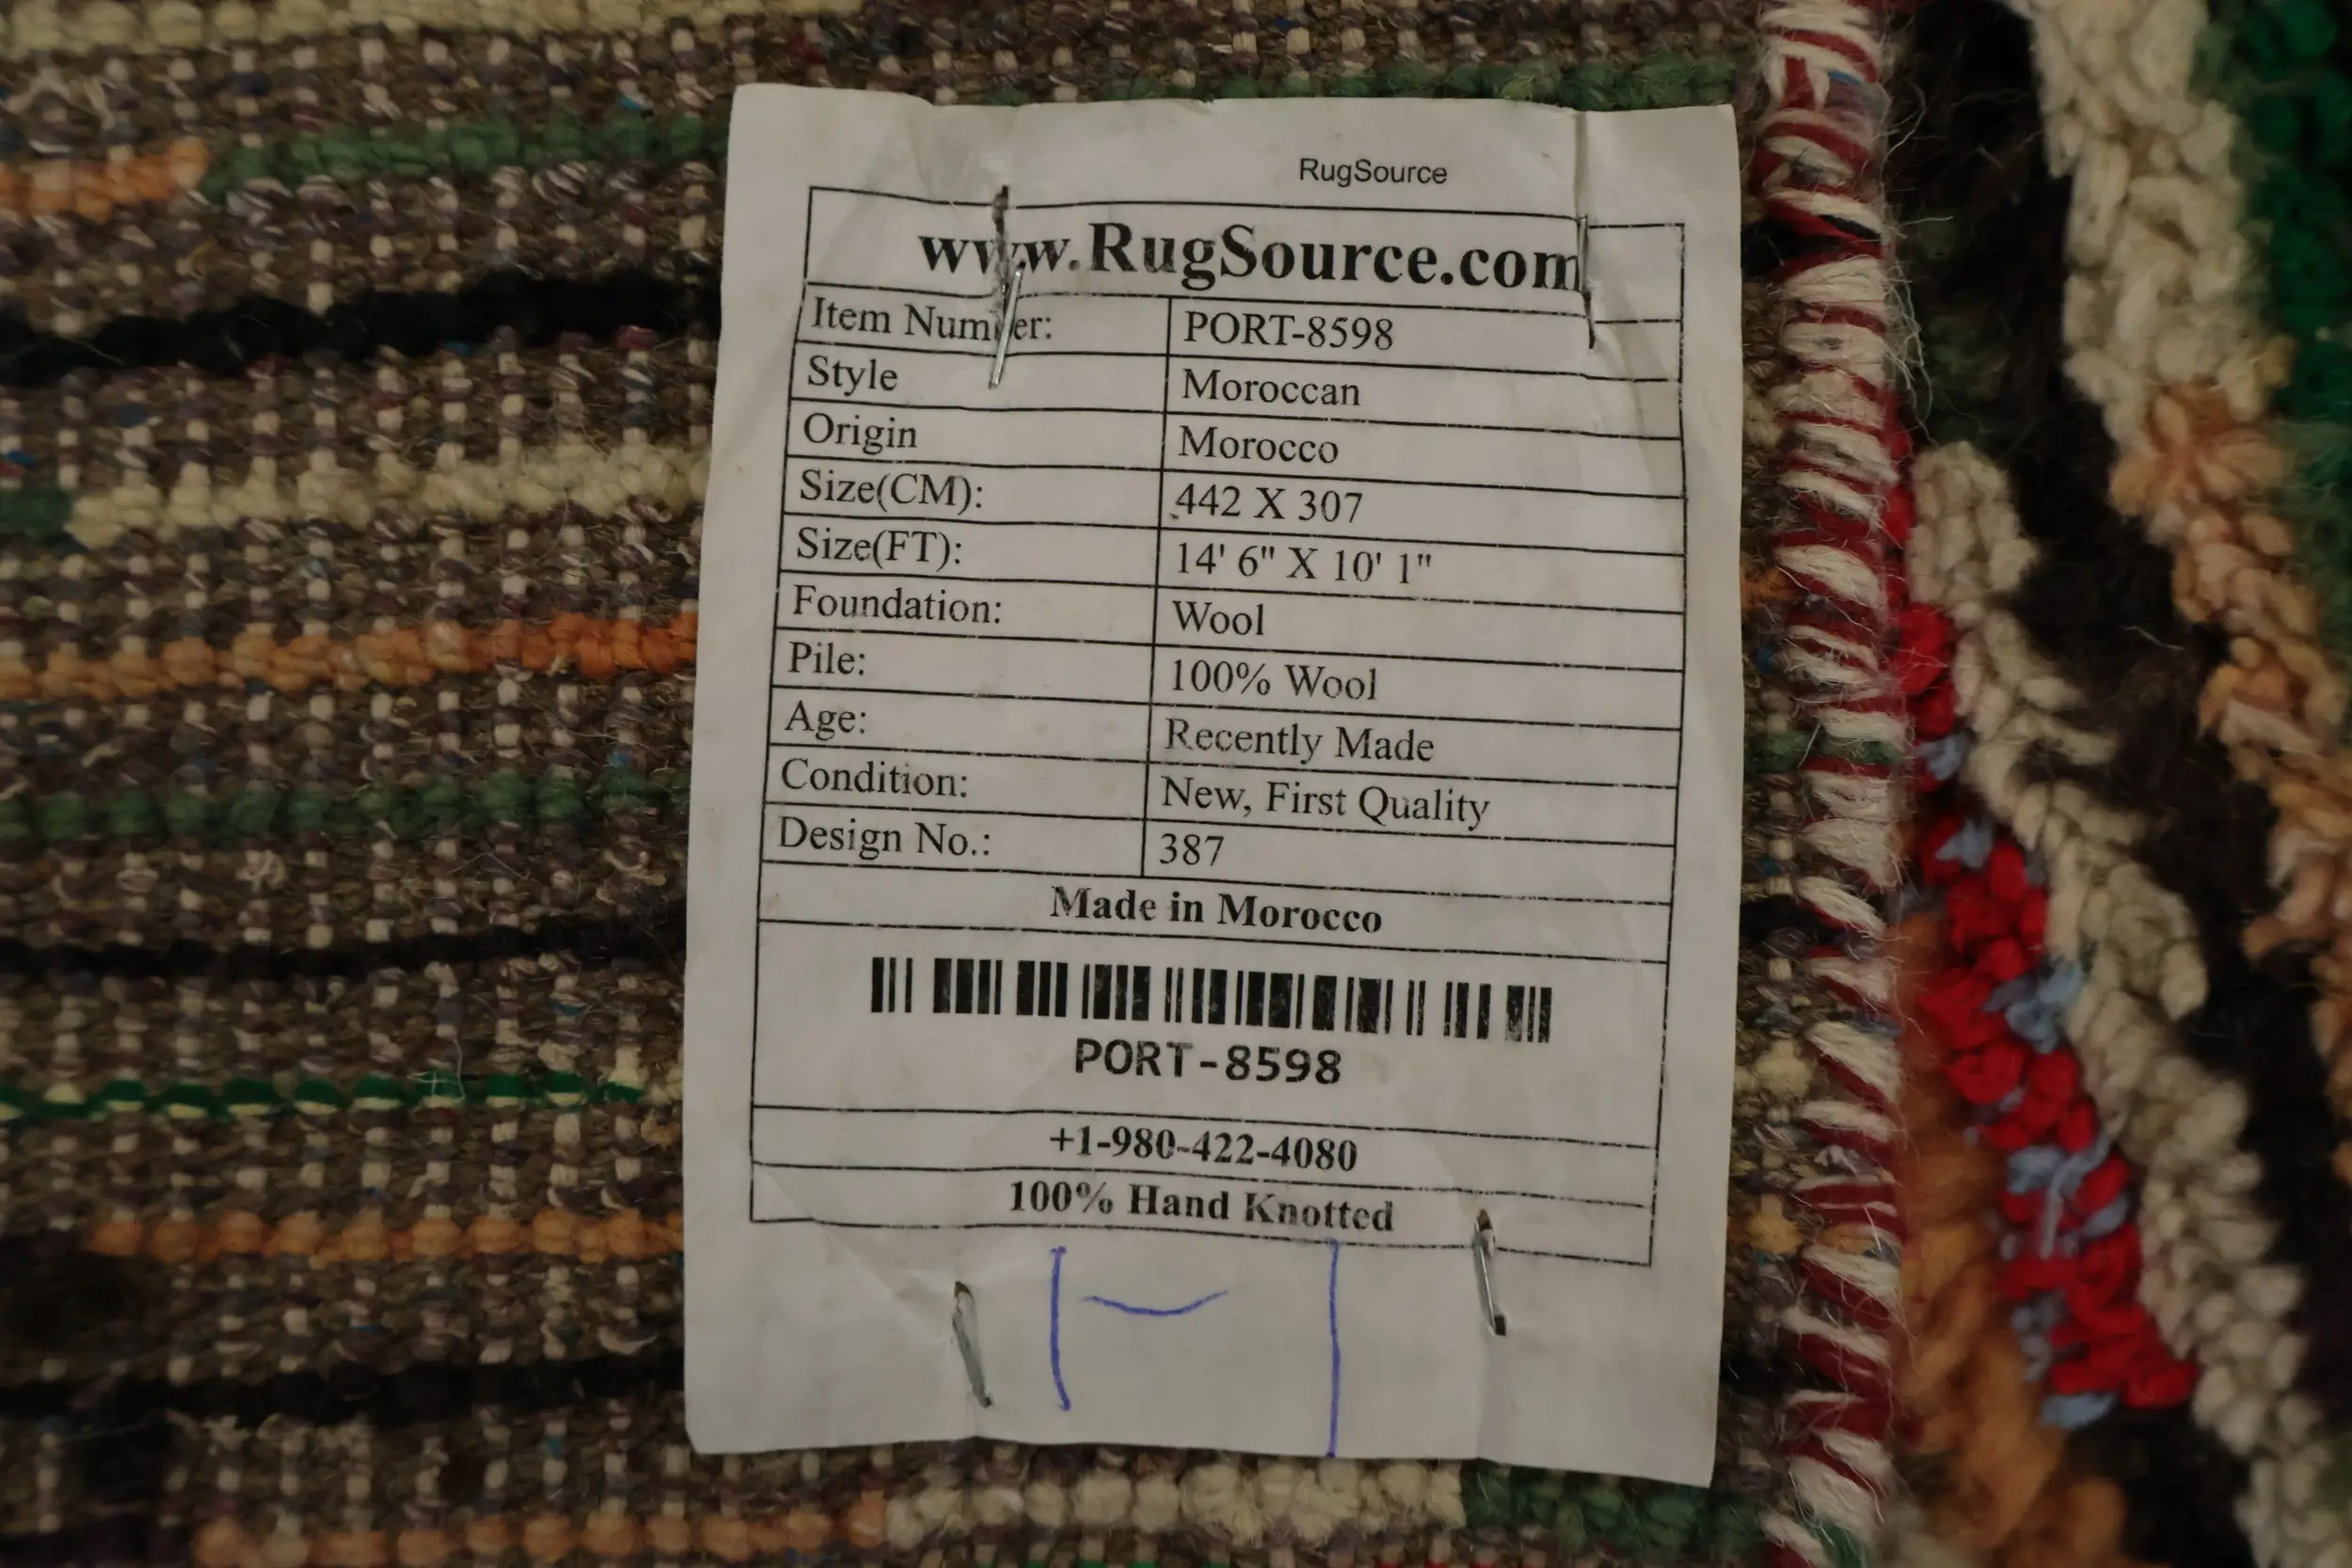 RugSource
www.RugSource.com
Item Number: PORT-8598
Style Moroccan
Origin Morocco
Size(CM): 442 X 307
Size(FT): 14' 6" X 10' 1"
Foundation: Wool
Pile: 100% Wool
Age: Recently Made
Condition: New, First Quality
Design No.: 387
Made in Morocco
PORT-8598
+1-980-422-4080
100% Hand Knotted